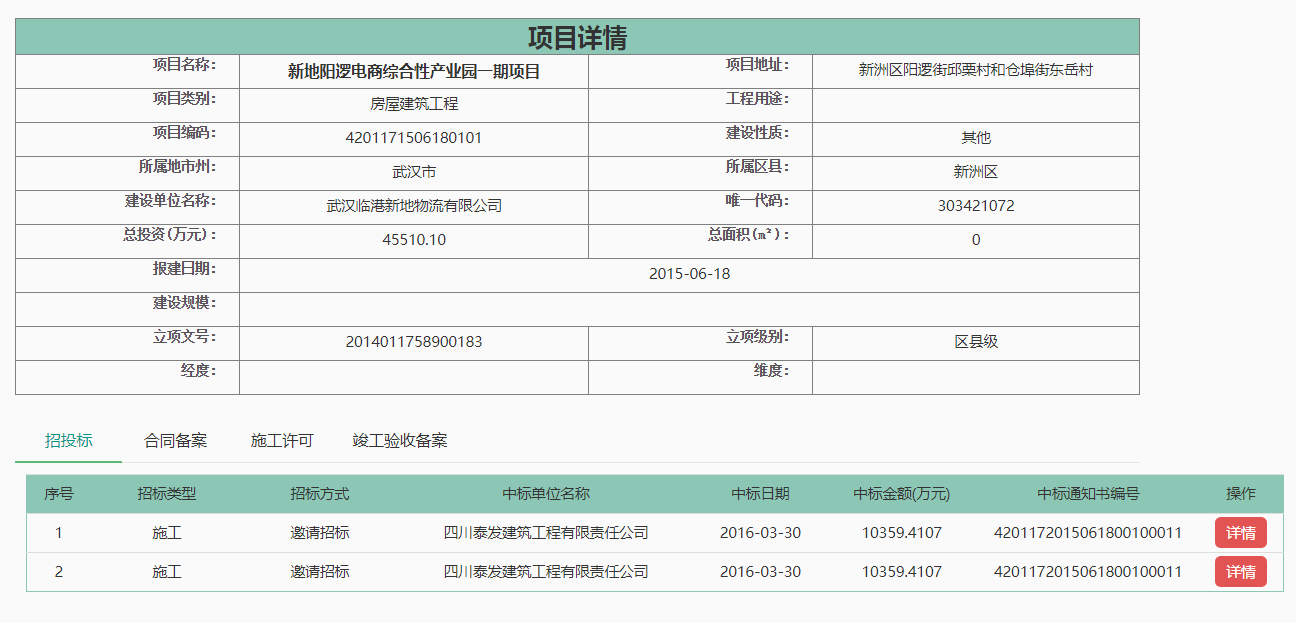 项目详情
项目名称： 新地阳逻电商综合性产业园一期项目 项目地址： 新洲区阳逻街邱栗村和仓埠街东岳村
项目类别： 房屋建筑工程 工程用途：
项目编码： 4201171506180101 建设性质： 其他
所属地市州： 武汉市 所属区县： 新洲区
建设单位名称： 武汉临港新地物流有限公司 唯一代码： 303421072
总投资(万元)： 45510.10 总面积(㎡)： 0
报建日期： 2015-06-18
建设规模：
立项文号： 2014011758900183 立项级别： 区县级
经度： 维度：
招投标 合同备案 施工许可 竣工验收备案
序号 招标类型 招标方式 中标单位名称 中标日期 中标金额(万元) 中标通知书编号 操作
1 施工 邀请招标 四川泰发建筑工程有限责任公司 2016-03-30 10359.4107 4201172015061800100011 详情
2 施工 邀请招标 四川泰发建筑工程有限责任公司 2016-03-30 10359.4107 4201172015061800100011 详情